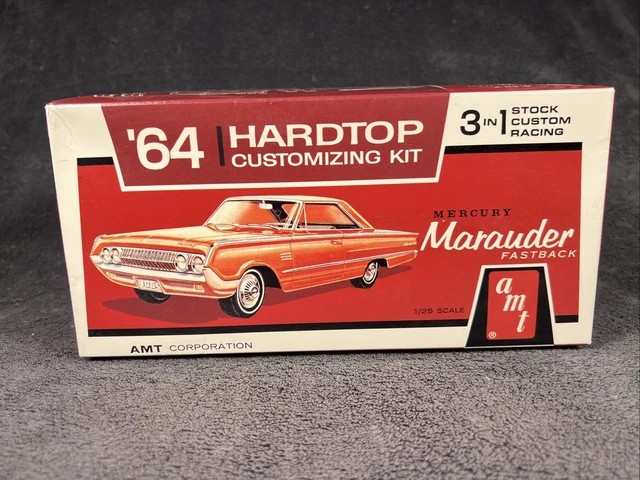 '64 HARDTOP
CUSTOMIZING KIT
3 IN 1 STOCK
CUSTOM
RACING
MERCURY
Marauder
FASTBACK
1/25 SCALE
amt
©
AMT CORPORATION